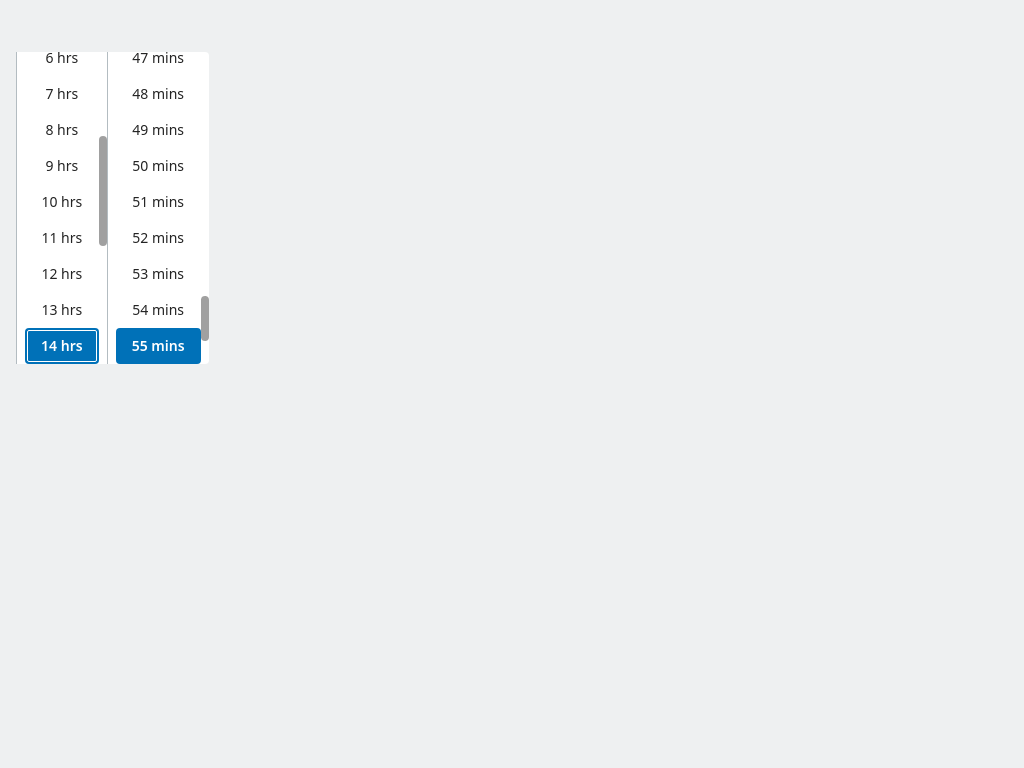 6 hrs
7 hrs
8 hrs
9 hrs
10 hrs
11 hrs
12 hrs
13 hrs
14 hrs
47 mins
48 mins
49 mins
50 mins
51 mins
52 mins
53 mins
54 mins
55 mins